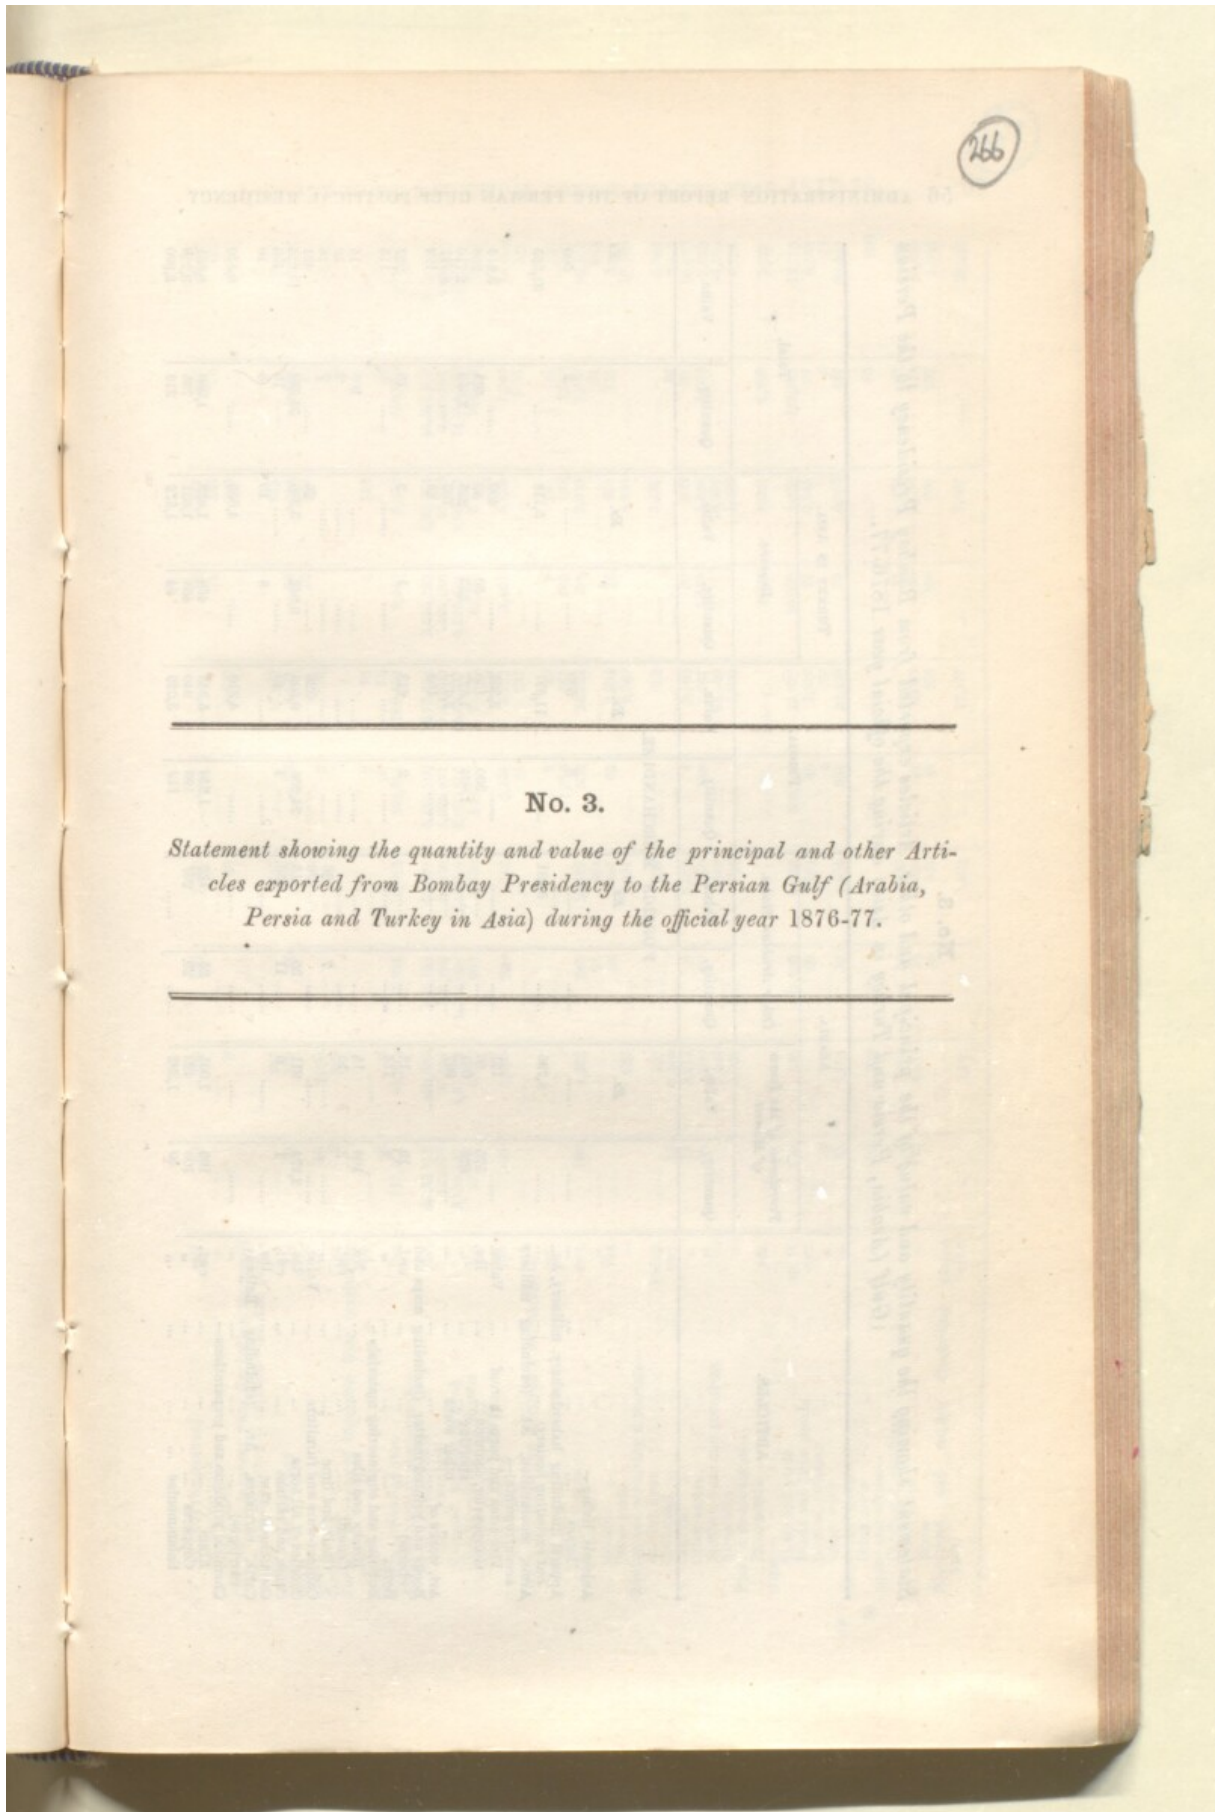 266
No. 3.
Statement showing the quantity and value of the principal and other Arti-
cles exported from Bombay Presidency to the Persian Gulf (Arabia,
Persia and Turkey in Asia) during the official year 1876-77.